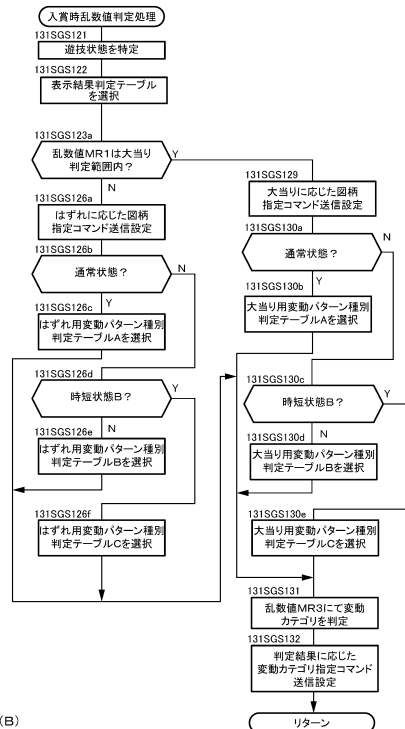 入賞時乱数値判定処理
131SGS121
遊技状態を特定
131SGS122
表示結果判定テーブル
を選択
131SGS123a
乱数値MR1は大当り
判定範囲内？
Y
N
131SGS126a
はずれに応じた図柄
指定コマンド送信設定
131SGS126b
通常状態？
N
Y
131SGS126c
はずれ用変動パターン種別
判定テーブルAを選択
131SGS126d
時短状態B？
Y
N
131SGS126e
はずれ用変動パターン種別
判定テーブルBを選択
131SGS126f
はずれ用変動パターン種別
判定テーブルCを選択
131SGS129
大当りに応じた図柄
指定コマンド送信設定
131SGS130a
通常状態？
N
Y
131SGS130b
大当り用変動パターン種別
判定テーブルAを選択
131SGS130c
時短状態B？
Y
N
131SGS130d
大当り用変動パターン種別
判定テーブルBを選択
131SGS130e
大当り用変動パターン種別
判定テーブルCを選択
131SGS131
乱数値MR3にて変動
カテゴリを判定
131SGS132
判定結果に応じた
変動カテゴリ指定コマンド
送信設定
リターン
(B)